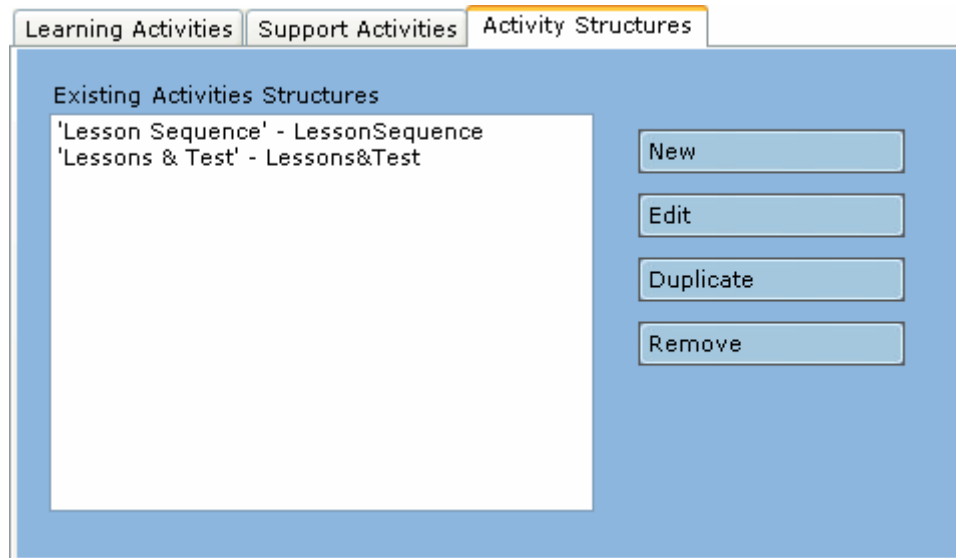 Learning Activities
Support Activities
Activity Structures
Existing Activities Structures
'Lesson Sequence' - LessonSequence
'Lessons & Test' - Lessons&Test
New
Edit
Duplicate
Remove